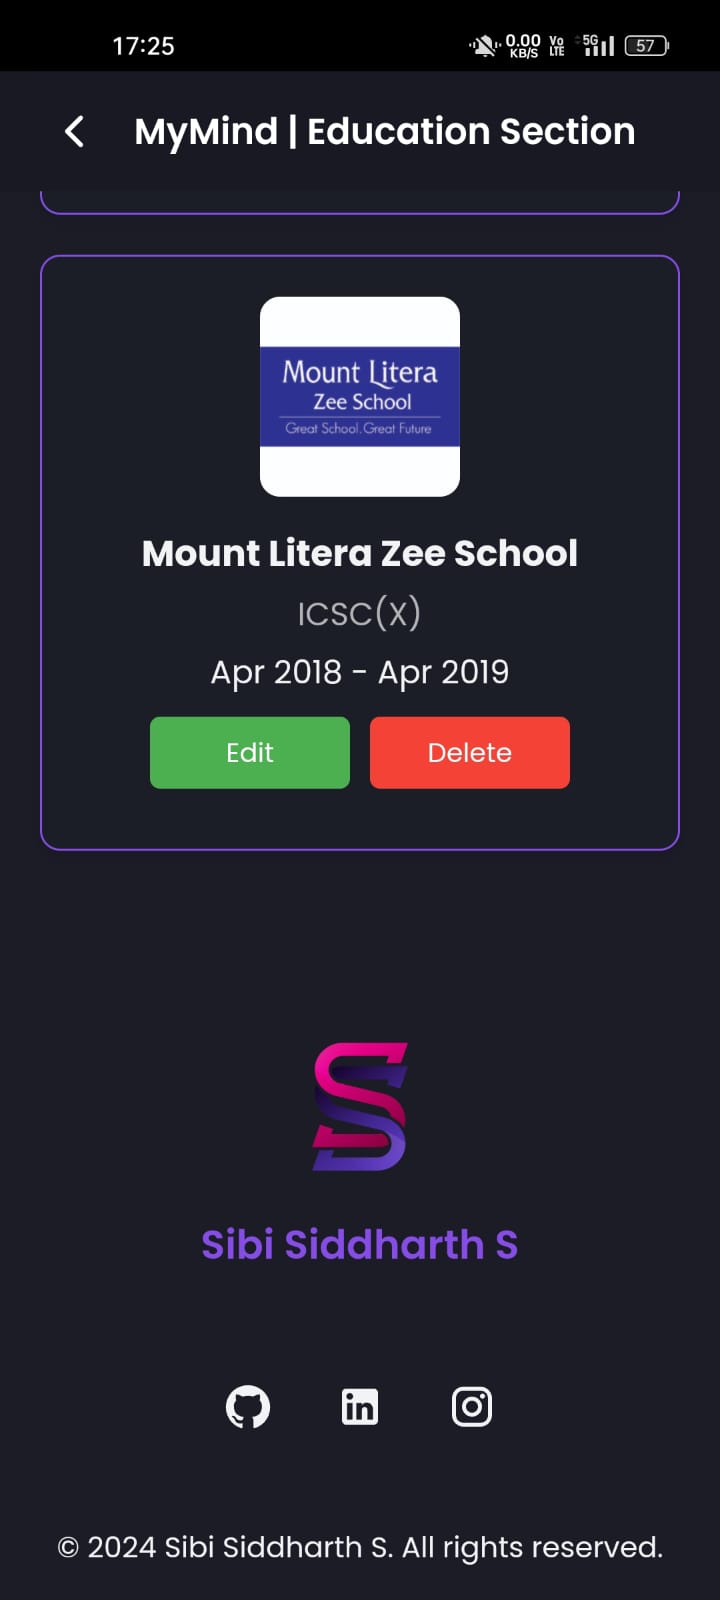 17:25
0.00
KB/S
Vo
LTE
5G
57
MyMind | Education Section
Mount Litera
Zee School
Great School.Great Future
Mount Litera Zee School
ICSC(X)
Apr 2018 - Apr 2019
Edit
Delete
Sibi Siddharth S
in
© 2024 Sibi Siddharth S. All rights reserved.